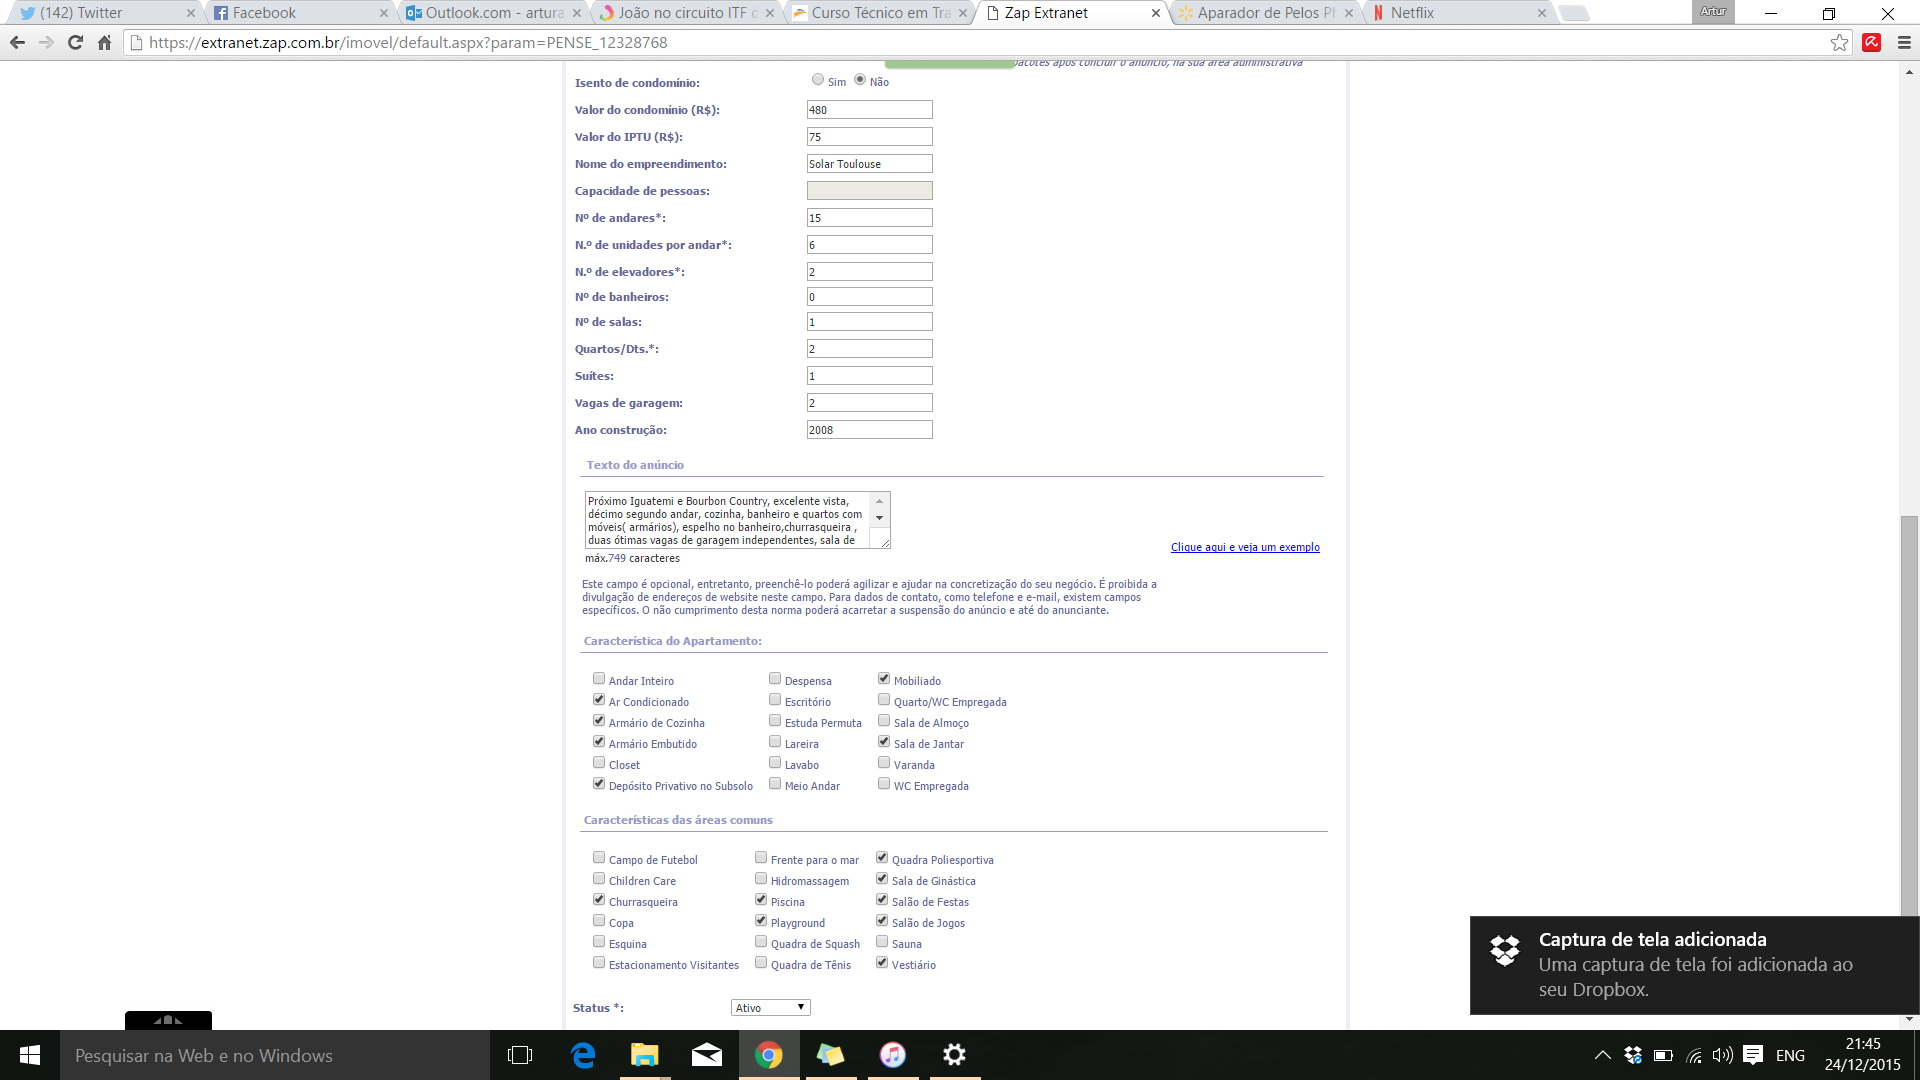 (142) Twitter
Facebook
Outlook.com - artura
João no circuito ITF c
Curso Técnico em Tra
Zap Extranet
Aparador de Pelos Ph
Netflix
Artur
https://extranet.zap.com.br/imovel/default.aspx?param=PENSE_12328768
pacotes após concluir o anúncio, na sua área administrativa
Isento de condomínio: Sim Não
Valor do condomínio (R$): 480
Valor do IPTU (R$): 75
Nome do empreendimento: Solar Toulouse
Capacidade de pessoas:
Nº de andares*: 15
N.º de unidades por andar*: 6
N.º de elevadores*: 2
Nº de banheiros: 0
Nº de salas: 1
Quartos/Dts.*: 2
Suítes: 1
Vagas de garagem: 2
Ano construção: 2008
Texto do anúncio
Próximo Iguatemi e Bourbon Country, excelente vista,
décimo segundo andar, cozinha, banheiro e quartos com
móveis( armários), espelho no banheiro,churrasqueira ,
duas ótimas vagas de garagem independentes, sala de
máx.749 caracteres
Clique aqui e veja um exemplo
Este campo é opcional, entretanto, preenchê-lo poderá agilizar e ajudar na concretização do seu negócio. É proibida a
divulgação de endereços de website neste campo. Para dados de contato, como telefone e e-mail, existem campos
específicos. O não cumprimento desta norma poderá acarretar a suspensão do anúncio e até do anunciante.
Característica do Apartamento:
Andar Inteiro Despensa Mobiliado
Ar Condicionado Escritório Quarto/WC Empregada
Armário de Cozinha Estuda Permuta Sala de Almoço
Armário Embutido Lareira Sala de Jantar
Closet Lavabo Varanda
Depósito Privativo no Subsolo Meio Andar WC Empregada
Características das áreas comuns
Campo de Futebol Frente para o mar Quadra Poliesportiva
Children Care Hidromassagem Sala de Ginástica
Churrasqueira Piscina Salão de Festas
Copa Playground Salão de Jogos
Esquina Quadra de Squash Sauna
Estacionamento Visitantes Quadra de Tênis Vestiário
Status *: Ativo
Captura de tela adicionada
Uma captura de tela foi adicionada ao
seu Dropbox.
Pesquisar na Web e no Windows
ENG
21:45
24/12/2015